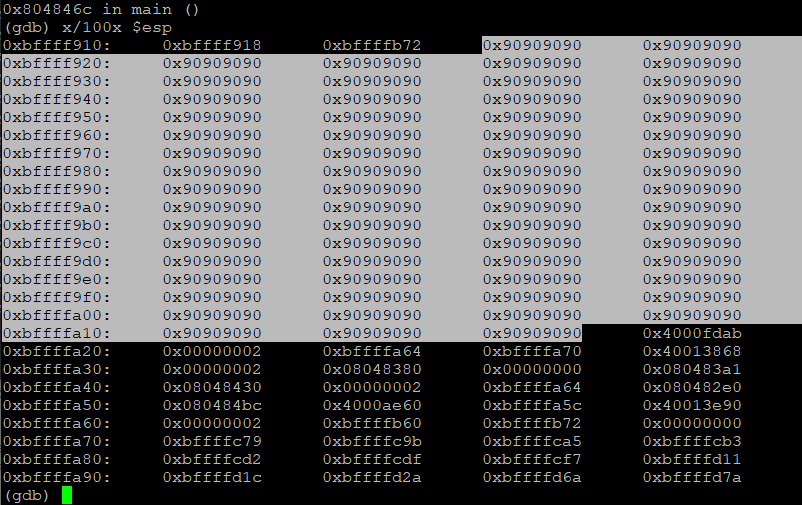 0x804846c in main ()
(gdb) x/100x $esp
0xbffff910: 0xbffff918 0xbffffb72 0x90909090 0x90909090
0xbffff920: 0x90909090 0x90909090 0x90909090 0x90909090
0xbffff930: 0x90909090 0x90909090 0x90909090 0x90909090
0xbffff940: 0x90909090 0x90909090 0x90909090 0x90909090
0xbffff950: 0x90909090 0x90909090 0x90909090 0x90909090
0xbffff960: 0x90909090 0x90909090 0x90909090 0x90909090
0xbffff970: 0x90909090 0x90909090 0x90909090 0x90909090
0xbffff980: 0x90909090 0x90909090 0x90909090 0x90909090
0xbffff990: 0x90909090 0x90909090 0x90909090 0x90909090
0xbffff9a0: 0x90909090 0x90909090 0x90909090 0x90909090
0xbffff9b0: 0x90909090 0x90909090 0x90909090 0x90909090
0xbffff9c0: 0x90909090 0x90909090 0x90909090 0x90909090
0xbffff9d0: 0x90909090 0x90909090 0x90909090 0x90909090
0xbffff9e0: 0x90909090 0x90909090 0x90909090 0x90909090
0xbffff9f0: 0x90909090 0x90909090 0x90909090 0x90909090
0xbffffa00: 0x90909090 0x90909090 0x90909090 0x90909090
0xbffffa10: 0x90909090 0x90909090 0x90909090 0x4000fdab
0xbffffa20: 0x00000002 0xbffffa64 0xbffffa70 0x40013868
0xbffffa30: 0x00000002 0x08048380 0x00000000 0x080483a1
0xbffffa40: 0x08048430 0x00000002 0xbffffa64 0x080482e0
0xbffffa50: 0x080484bc 0x4000ae60 0xbffffa5c 0x40013e90
0xbffffa60: 0x00000002 0xbffffb60 0xbffffb72 0x00000000
0xbffffa70: 0xbffffc79 0xbffffc9b 0xbffffca5 0xbffffcb3
0xbffffa80: 0xbffffcd2 0xbffffcdf 0xbffffcf7 0xbffffd11
0xbffffa90: 0xbffffd1c 0xbffffd2a 0xbffffd6a 0xbffffd7a
(gdb)